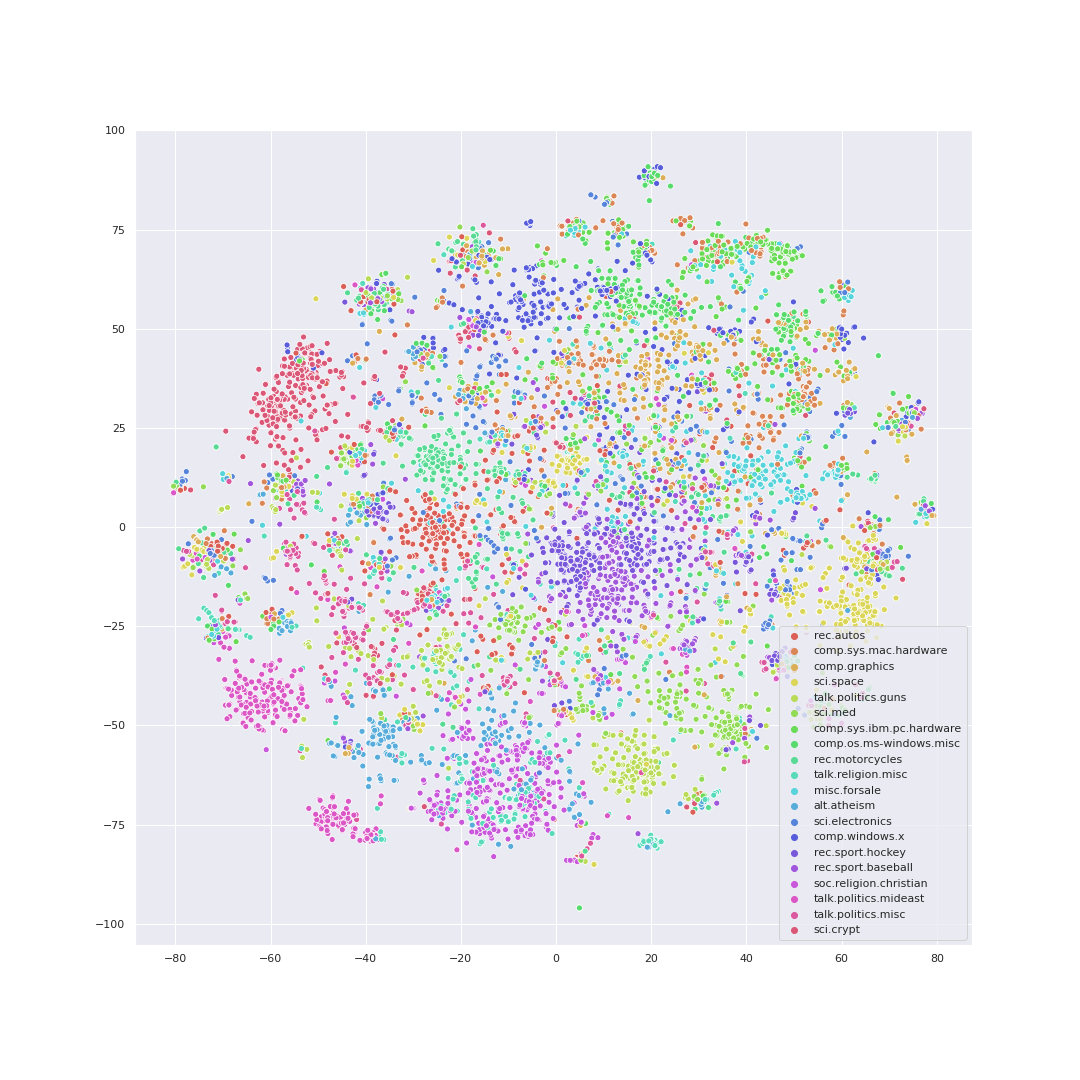 100
75
50
25
0
−25
−50
−75
−100
−80
−60
−40
−20
0
20
40
60
80
rec.autos
comp.sys.mac.hardware
comp.graphics
sci.space
talk.politics.guns
sci.med
comp.sys.ibm.pc.hardware
comp.os.ms-windows.misc
rec.motorcycles
talk.religion.misc
misc.forsale
alt.atheism
sci.electronics
comp.windows.x
rec.sport.hockey
rec.sport.baseball
soc.religion.christian
talk.politics.mideast
talk.politics.misc
sci.crypt